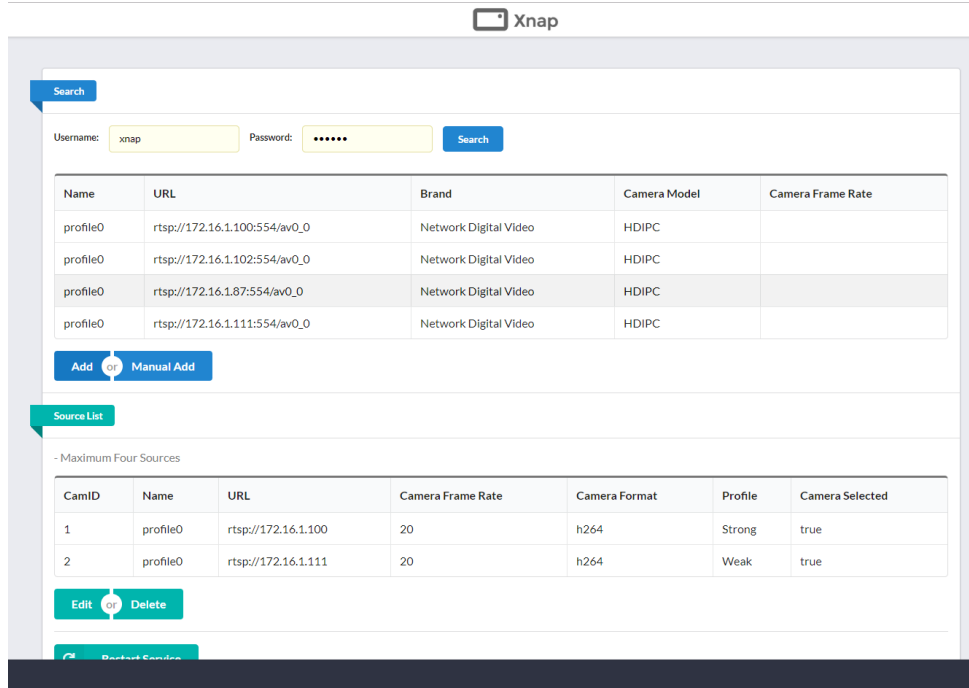 Xnap
Search
Username: xnap Password: •••••• Search
Name URL Brand Camera Model Camera Frame Rate
profile0 rtsp://172.16.1.100:554/av0_0 Network Digital Video HDIPC
profile0 rtsp://172.16.1.102:554/av0_0 Network Digital Video HDIPC
profile0 rtsp://172.16.1.87:554/av0_0 Network Digital Video HDIPC
profile0 rtsp://172.16.1.111:554/av0_0 Network Digital Video HDIPC
Add or Manual Add
Source List
- Maximum Four Sources
CamID Name URL Camera Frame Rate Camera Format Profile Camera Selected
1 profile0 rtsp://172.16.1.100 20 h264 Strong true
2 profile0 rtsp://172.16.1.111 20 h264 Weak true
Edit or Delete
Restart Service